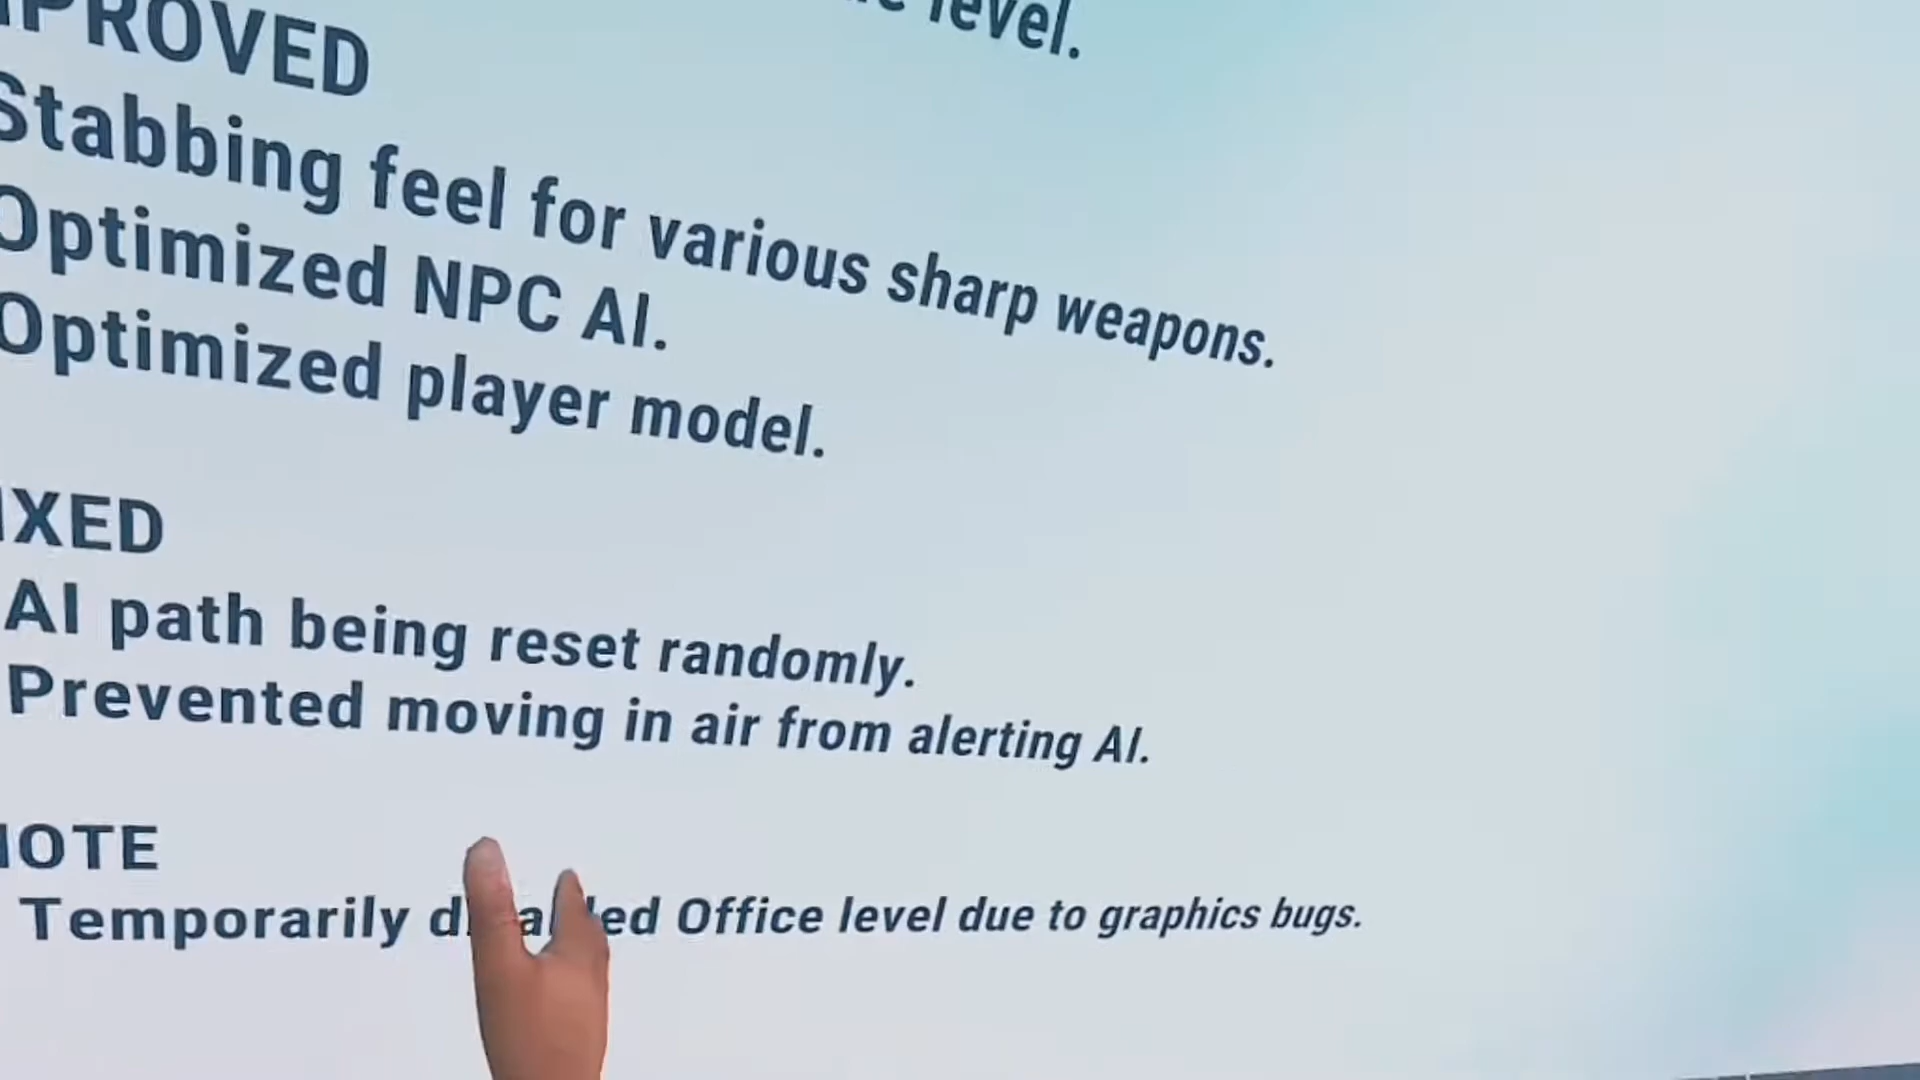 level.
PROVED
Stabbing feel for various sharp weapons.
Optimized NPC AI.
Optimized player model.
IXED
AI path being reset randomly.
Prevented moving in air from alerting AI.
OTE
Temporarily Office level due to graphics bugs.